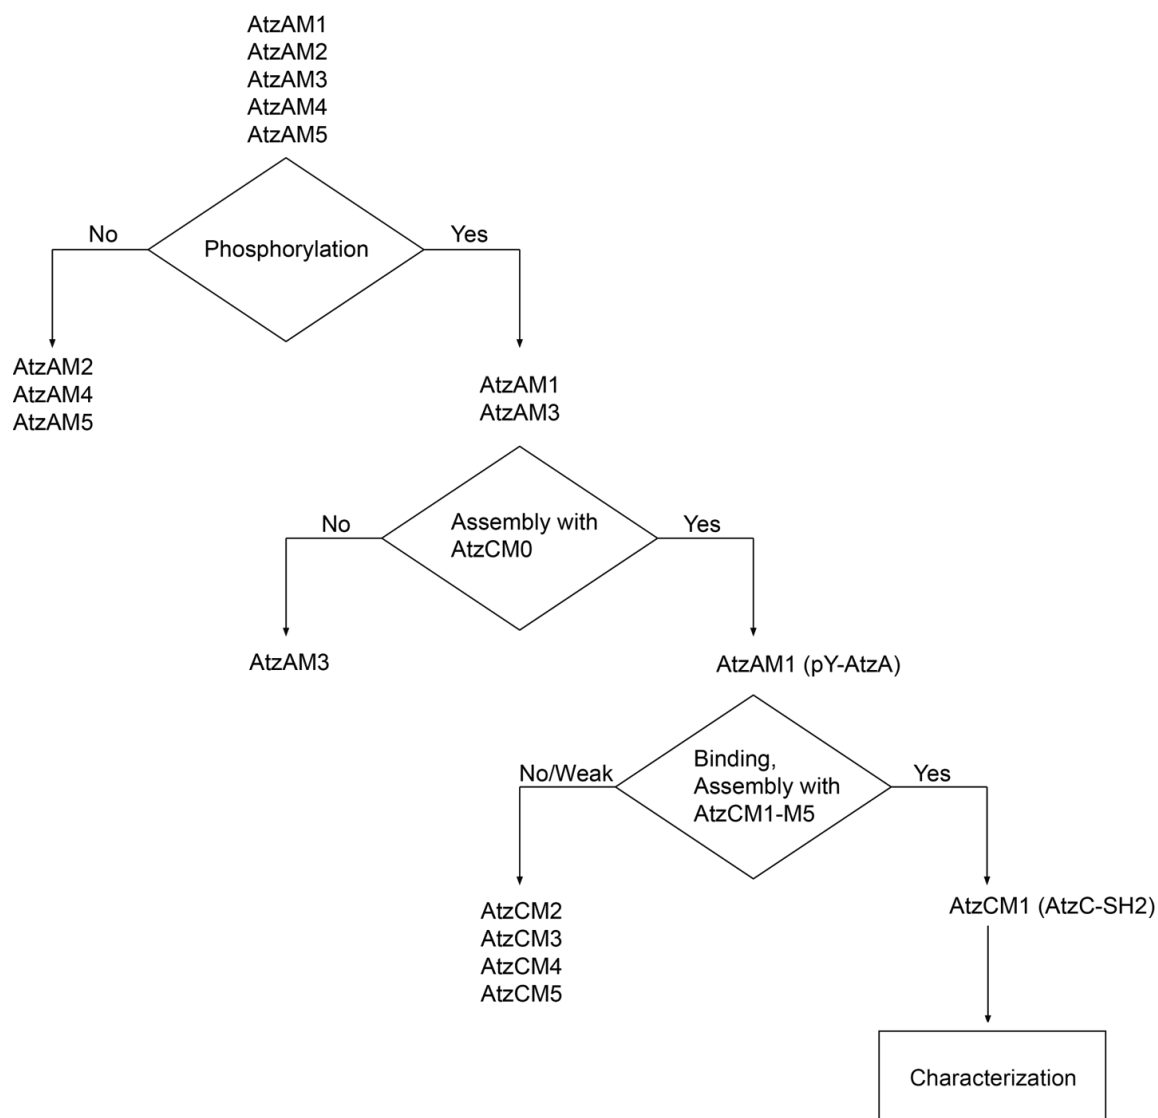 AtzAM1
AtzAM2
AtzAM3
AtzAM4
AtzAM5
No
Phosphorylation
Yes
AtzAM2
AtzAM4
AtzAM5
AtzAM1
AtzAM3
No
Assembly with
AtzCM0
Yes
AtzAM3
AtzAM1 (pY-AtzA)
No/Weak
Binding,
Assembly with
AtzCM1-M5
Yes
AtzCM2
AtzCM3
AtzCM4
AtzCM5
AtzCM1 (AtzC-SH2)
Characterization